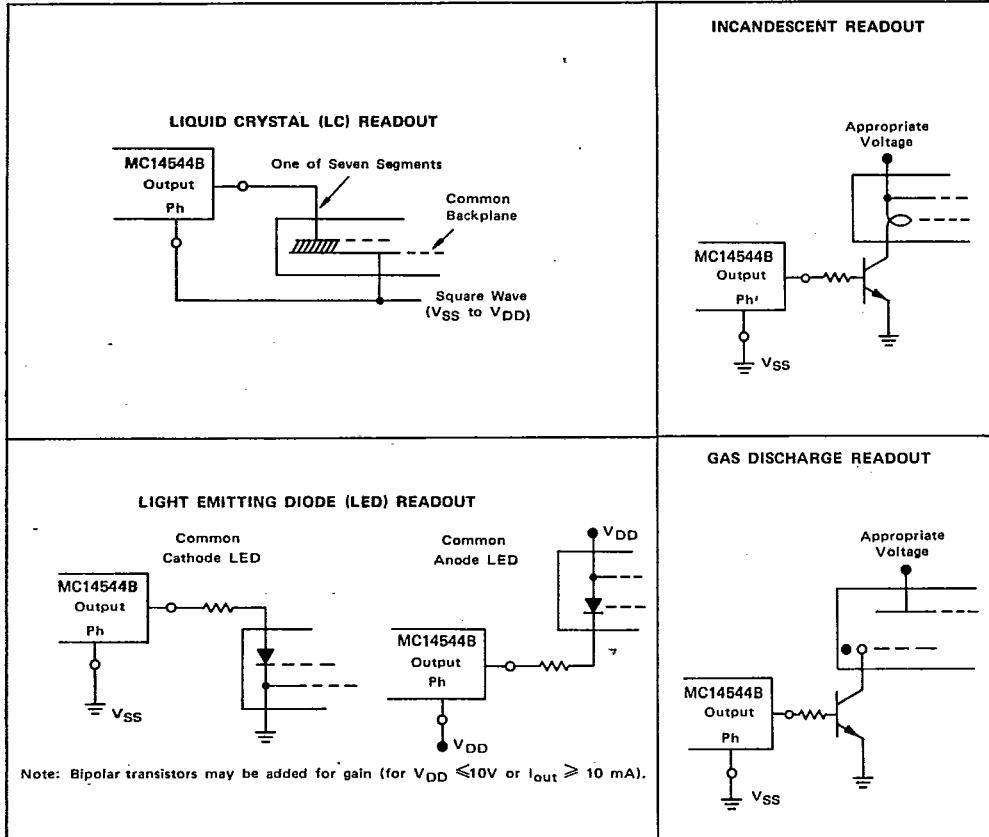 LIQUID CRYSTAL (LC) READOUT
MC14544B
Output
Ph
One of Seven Segments
Common
Backplane
Square Wave
(VSS to VDD)
INCANDESCENT READOUT
Appropriate
Voltage
MC14544B
Output
Ph
VSS
LIGHT EMITTING DIODE (LED) READOUT
Common
Cathode LED
MC14544B
Output
Ph
VSS
Common
Anode LED
VDD
MC14544B
Output
Ph
VDD
Note: Bipolar transistors may be added for gain (for VDD ≤10V or Iout ≥ 10 mA).
GAS DISCHARGE READOUT
Appropriate
Voltage
MC14544B
Output
Ph
VSS